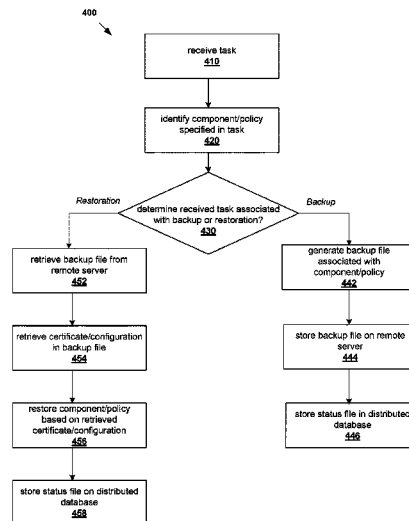 400
receive task
410
identify component/policy
specified in task
420
Restoration
Backup
determine received task associated
with backup or restoration?
430
retrieve backup file from
remote server
452
generate backup file
associated with
component/policy
442
retrieve certificate/configuration
in backup file
454
store backup file on remote
server
444
restore component/policy
based on retrieved
certificate/configuration
456
store status file in distributed
database
446
store status file on distributed
database
458